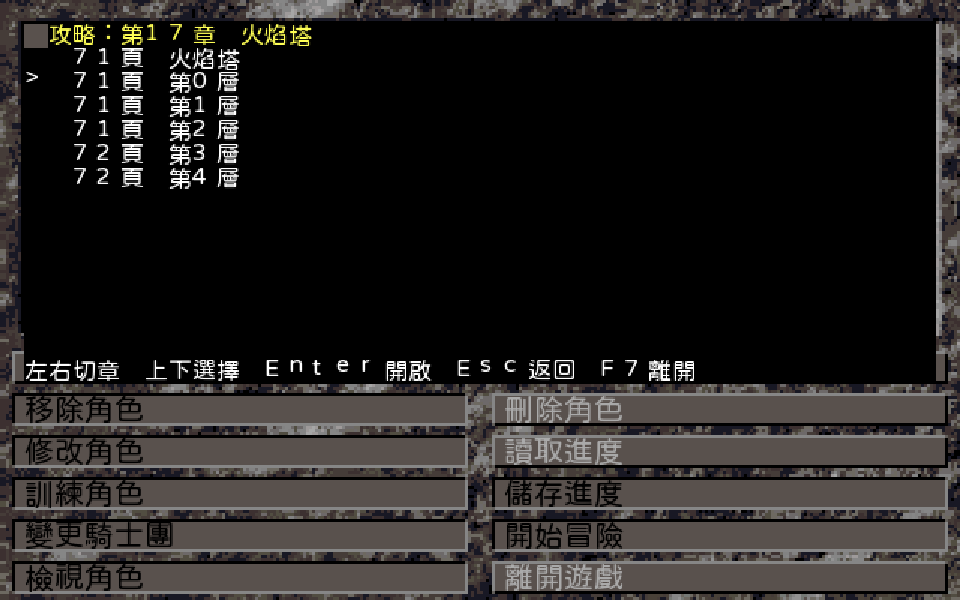 攻略：第17章 火焰塔
71頁 火焰塔
> 71頁 第0層
71頁 第1層
71頁 第2層
72頁 第3層
72頁 第4層
左右切章 上下選擇 Enter開啟 Esc返回 F7離開
移除角色
刪除角色
修改角色
讀取進度
訓練角色
儲存進度
變更騎士團
開始冒險
檢視角色
離開遊戲